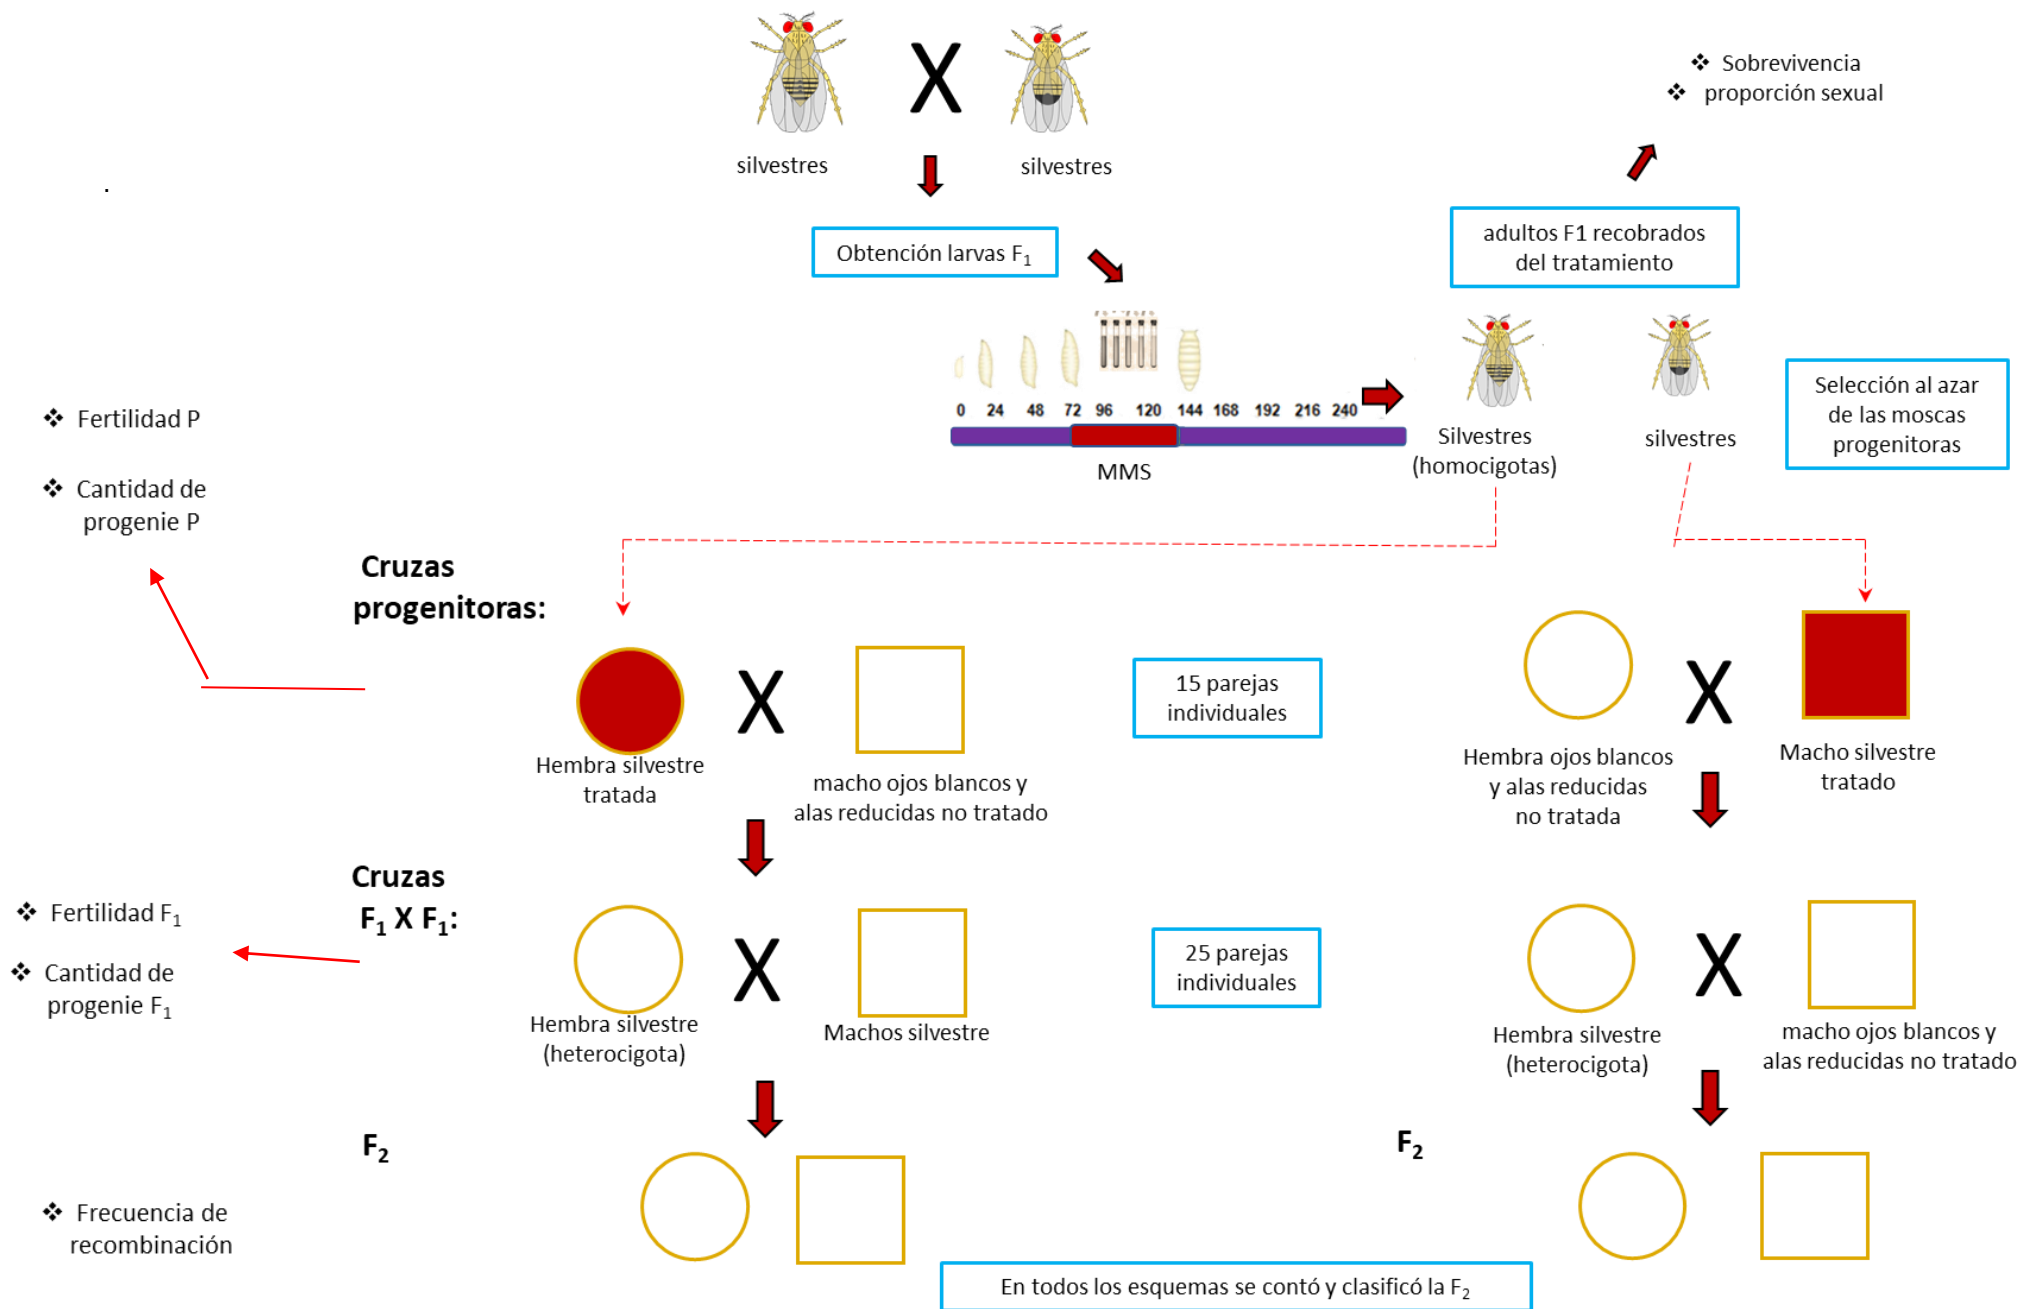 X
silvestres
silvestres
❖ Sobrevivencia
❖ proporción sexual
Obtención larvas F₁
adultos F1 recobrados
del tratamiento
0 24 48 72 96 120 144 168 192 216 240
MMS
Silvestres
(homocigotas)
silvestres
Selección al azar
de las moscas
progenitoras
❖ Fertilidad P
❖ Cantidad de
progenie P
Cruzas
progenitoras:
X
Hembra silvestre
tratada
macho ojos blancos y
alas reducidas no tratado
15 parejas
individuales
X
Hembra ojos blancos
y alas reducidas
no tratada
Macho silvestre
tratado
Cruzas
F₁ X F₁:
❖ Fertilidad F₁
❖ Cantidad de
progenie F₁
X
Hembra silvestre
(heterocigota)
Machos silvestre
25 parejas
individuales
X
Hembra silvestre
(heterocigota)
macho ojos blancos y
alas reducidas no tratado
F₂
F₂
❖ Frecuencia de
recombinación
En todos los esquemas se contó y clasificó la F₂